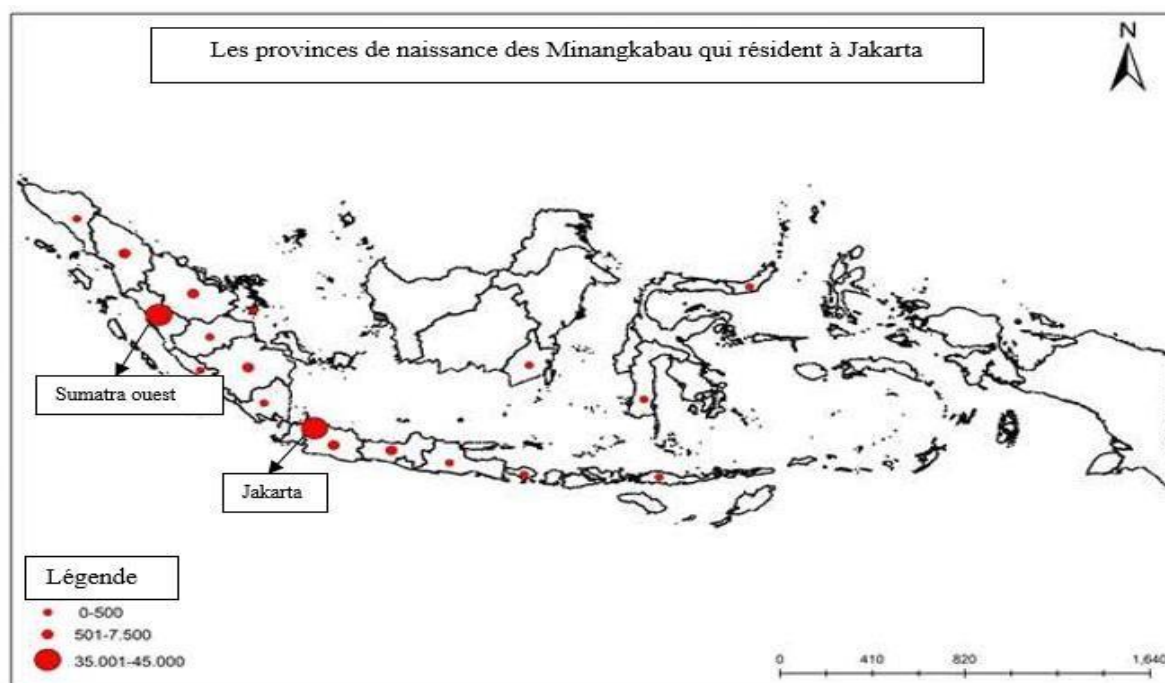 Les provinces de naissance des Minangkabau qui résident à Jakarta
N
Sumatra ouest
Jakarta
Légende
0-500
501-7.500
35.001-45.000
0 410 820 1,640